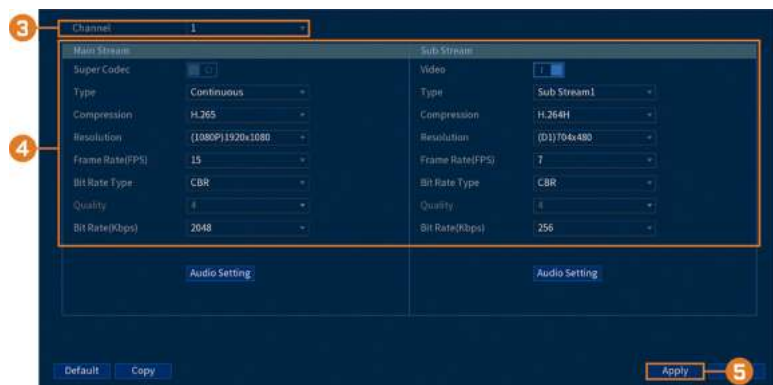 3 Channel 1
Main Stream Sub Stream
Super Codec Video
Type Continuous Type Sub Stream1
Compression H.265 Compression H.264H
4 Resolution (1080P)1920x1080 Resolution (D1)704x480
Frame Rate(FPS) 15 Frame Rate(FPS) 7
Bit Rate Type CBR Bit Rate Type CBR
Quality 4 Quality 4
Bit Rate(Kbps) 2048 Bit Rate(Kbps) 256
Audio Setting Audio Setting
Default Copy Apply 5